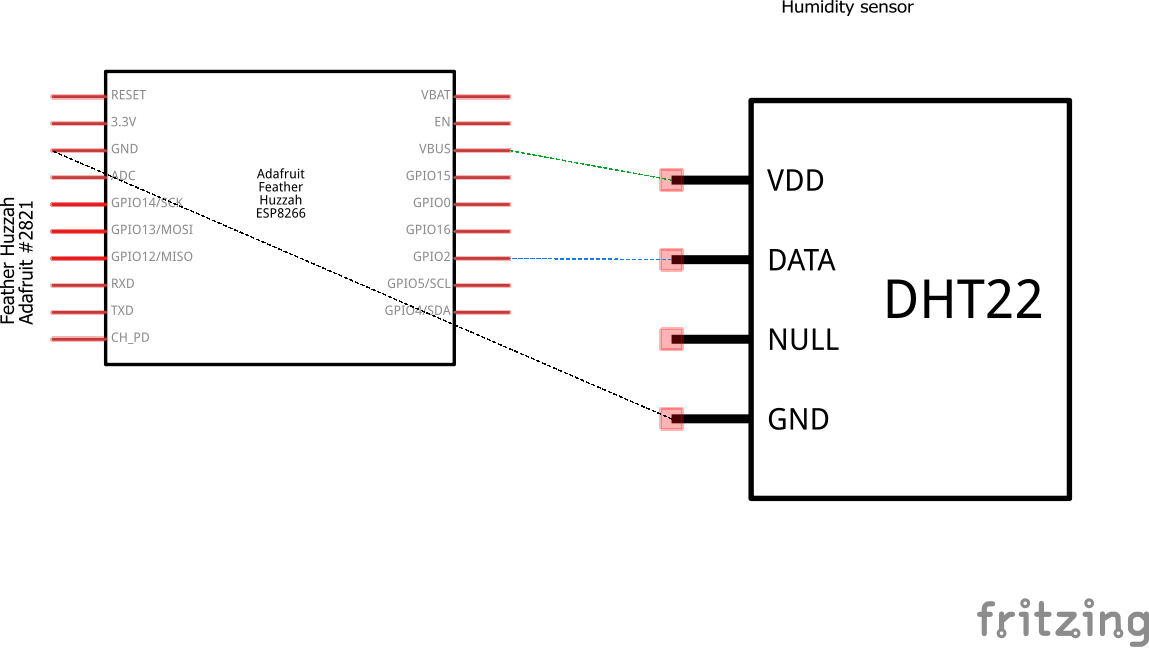 Humidity sensor
Feather Huzzah
Adafruit #2821
RESET
3.3V
GND
ADC
GPIO14/SCK
GPIO13/MOSI
GPIO12/MISO
RXD
TXD
CH_PD
Adafruit
Feather
Huzzah
ESP8266
VBAT
EN
VBUS
GPIO15
GPIO0
GPIO16
GPIO2
GPIO5/SCL
GPIO4/SDA
VDD
DATA
NULL
GND
DHT22
fritzing